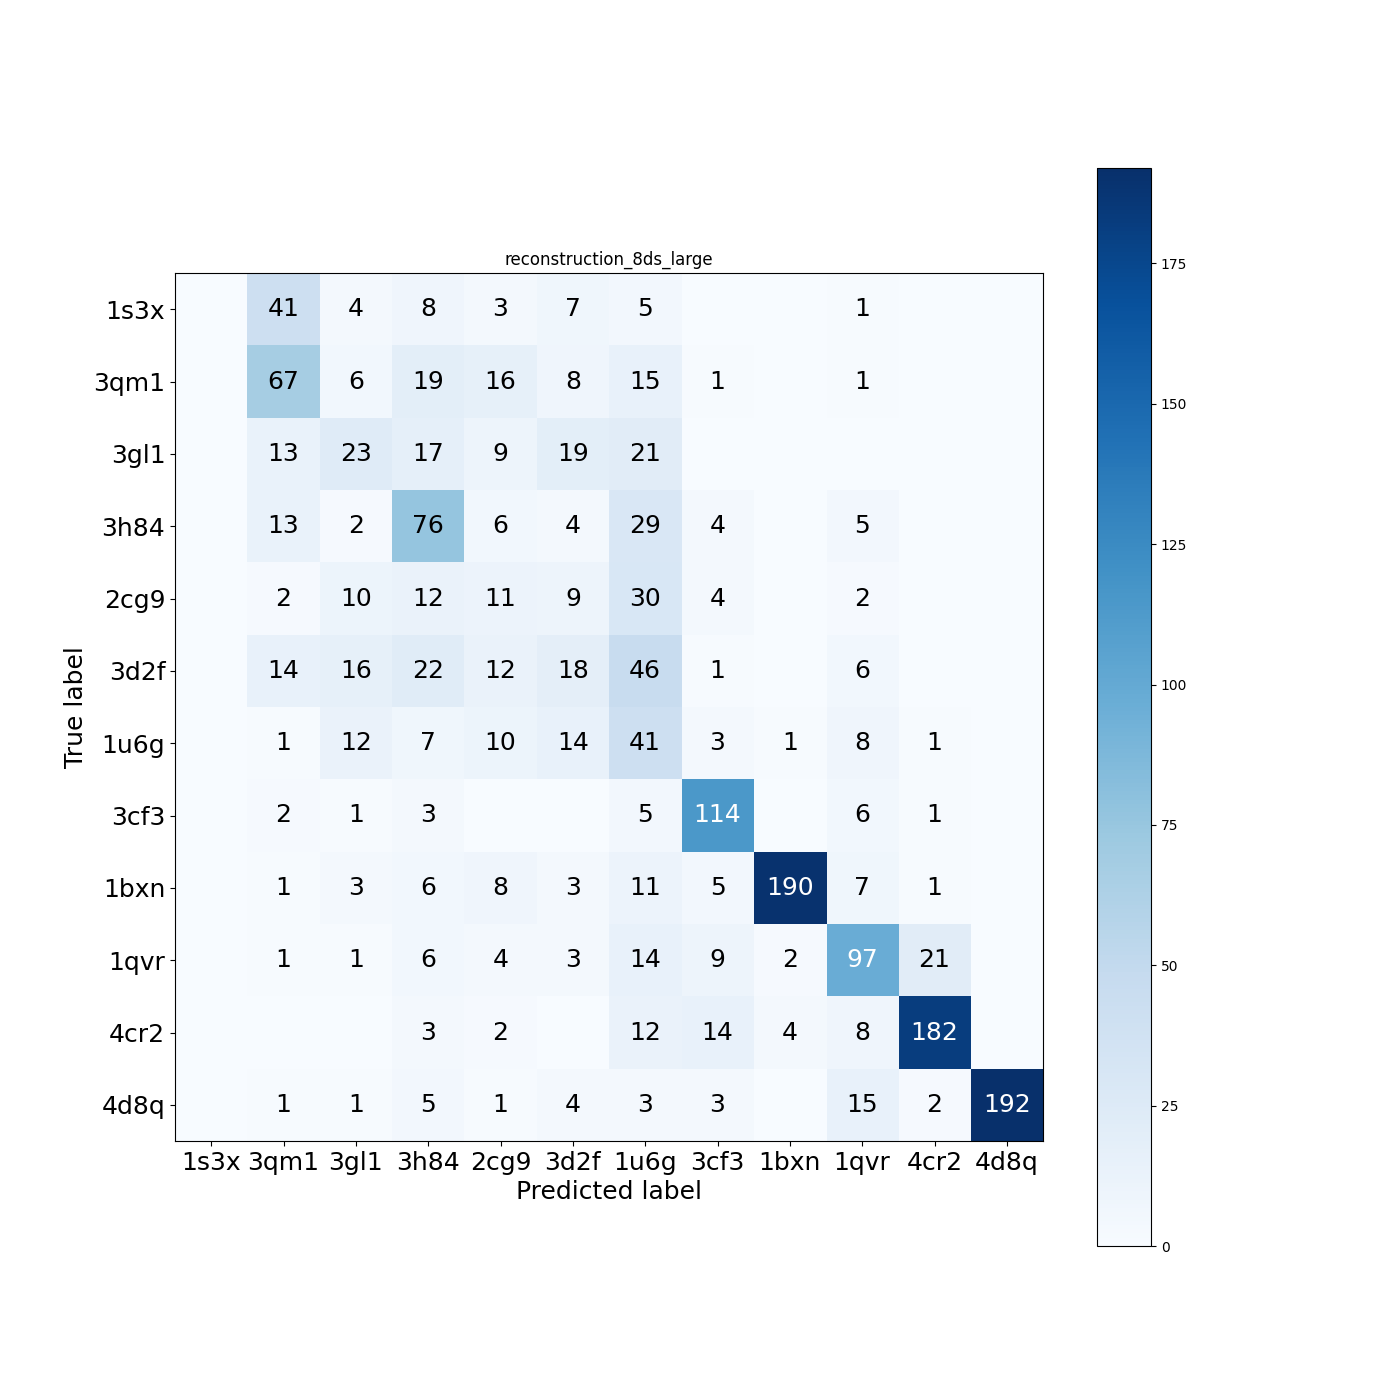 reconstruction_8ds_large
1s3x 41 4 8 3 7 5 1
3qm1 67 6 19 16 8 15 1 1
3gl1 13 23 17 9 19 21
3h84 13 2 76 6 4 29 4 5
2cg9 2 10 12 11 9 30 4 2
3d2f 14 16 22 12 18 46 1 6
1u6g 1 12 7 10 14 41 3 1 8 1
3cf3 2 1 3 5 114 6 1
1bxn 1 3 6 8 3 11 5 190 7 1
1qvr 1 1 6 4 3 14 9 2 97 21
4cr2 3 2 12 14 4 8 182
4d8q 1 1 5 1 4 3 3 15 2 192
1s3x 3qm1 3gl1 3h84 2cg9 3d2f 1u6g 3cf3 1bxn 1qvr 4cr2 4d8q
Predicted label
True label
175
150
125
100
75
50
25
0